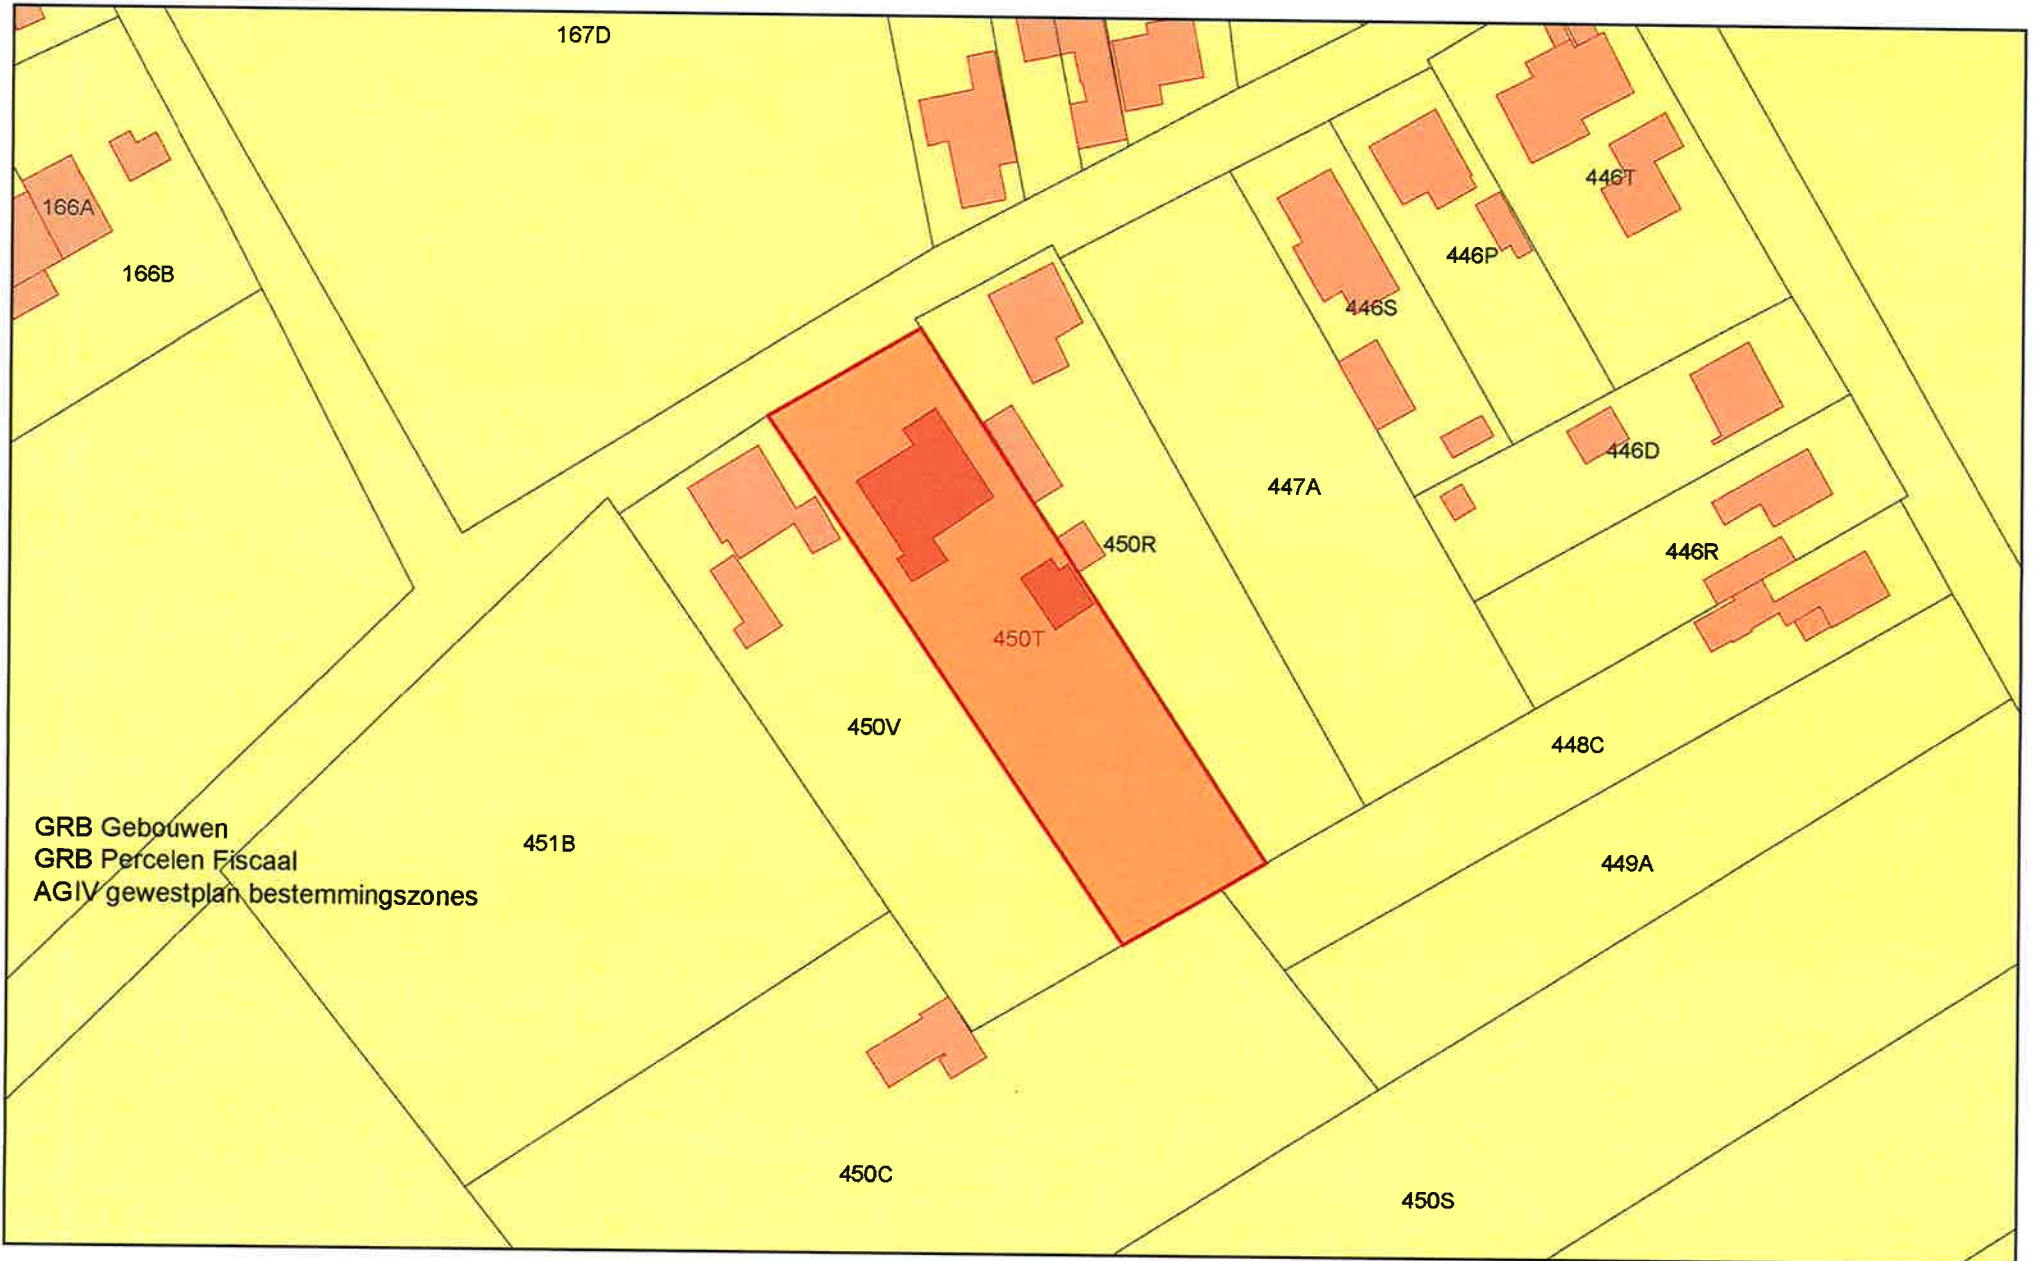 167D
166A
446T
446P
166B
446S
446D
447A
450R
446R
450T
450V
448C
GRB Gebouwen
451B
GRB Percelen Fiscaal
449A
AGIV gewestplan bestemmingszones
450C
450S